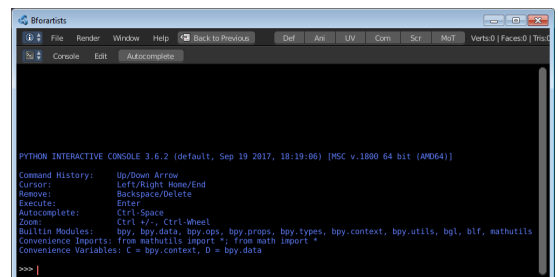 Bforartists
File Render Window Help Back to Previous Def Ani UV Com Scr MoT Verts:0 | Faces:0 | Tris:0
Console Edit Autocomplete
PYTHON INTERACTIVE CONSOLE 3.6.2 (default, Sep 19 2017, 18:19:06) [MSC v.1800 64 bit (AMD64)]
Command History: Up/Down Arrow
Cursor: Left/Right Home/End
Remove: Backspace/Delete
Execute: Enter
Autocomplete: Ctrl-Space
Zoom: Ctrl +/-, Ctrl-Wheel
Builtin Modules: bpy, bpy.data, bpy.ops, bpy.props, bpy.types, bpy.context, bpy.utils, bgl, blf, mathutils
Convenience Imports: from mathutils import *; from math import *
Convenience Variables: C = bpy.context, D = bpy.data
>>>